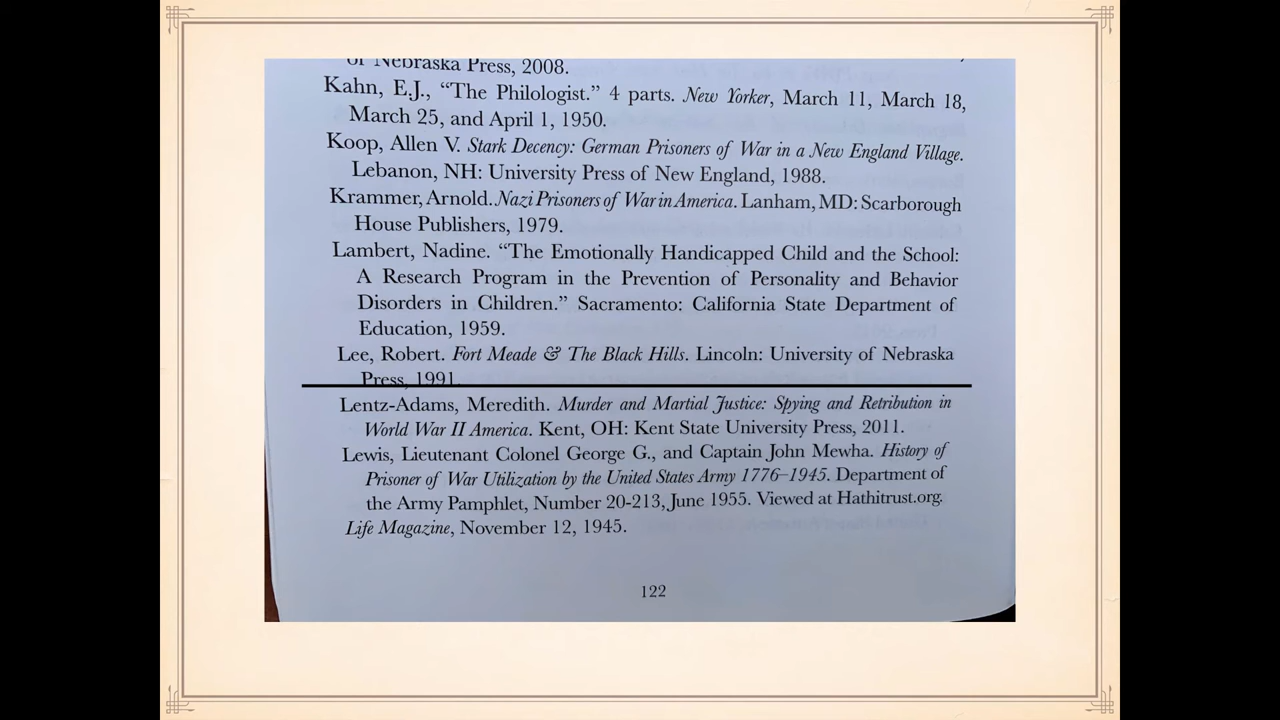 of Nebraska Press, 2008.
Kahn, E.J., “The Philologist.” 4 parts. New Yorker, March 11, March 18,
March 25, and April 1, 1950.
Koop, Allen V. Stark Decency: German Prisoners of War in a New England Village.
Lebanon, NH: University Press of New England, 1988.
Krammer, Arnold. Nazi Prisoners of War in America. Lanham, MD: Scarborough
House Publishers, 1979.
Lambert, Nadine. “The Emotionally Handicapped Child and the School:
A Research Program in the Prevention of Personality and Behavior
Disorders in Children.” Sacramento: California State Department of
Education, 1959.
Lee, Robert. Fort Meade & The Black Hills. Lincoln: University of Nebraska
Press, 1991.
Lentz-Adams, Meredith. Murder and Martial Justice: Spying and Retribution in
World War II America. Kent, OH: Kent State University Press, 2011.
Lewis, Lieutenant Colonel George G., and Captain John Mewha. History of
Prisoner of War Utilization by the United States Army 1776–1945. Department of
the Army Pamphlet, Number 20-213, June 1955. Viewed at Hathitrust.org.
Life Magazine, November 12, 1945.
122